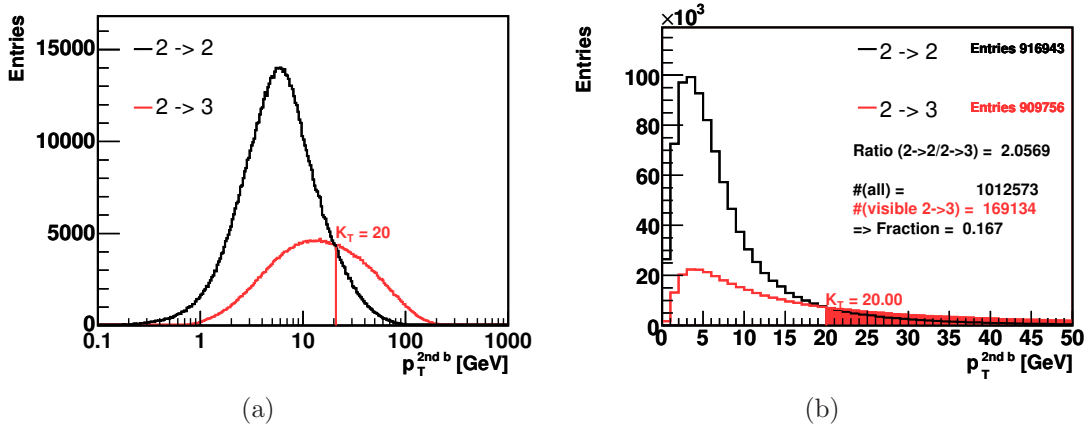 Entries
15000
10000
5000
0
2 -> 2
2 -> 3
K_T = 20
0.1 1 10 100 1000
p_T^{2nd b} [GeV]
(a)
×10^3
Entries
100
80
60
40
20
0
2 -> 2 Entries 916943
2 -> 3 Entries 909756
Ratio (2->2/2->3) = 2.0569
#(all) = 1012573
#(visible 2->3) = 169134
=> Fraction = 0.167
K_T = 20.00
0 5 10 15 20 25 30 35 40 45 50
p_T^{2nd b} [GeV]
(b)